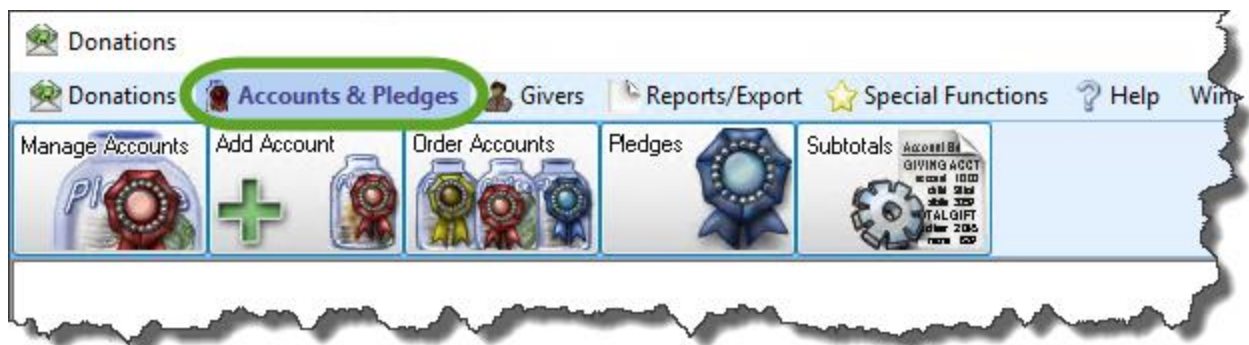 Donations
Donations Accounts & Pledges Givers Reports/Export Special Functions Help
Manage Accounts Add Account Order Accounts Pledges Subtotals
GIVING ACCT